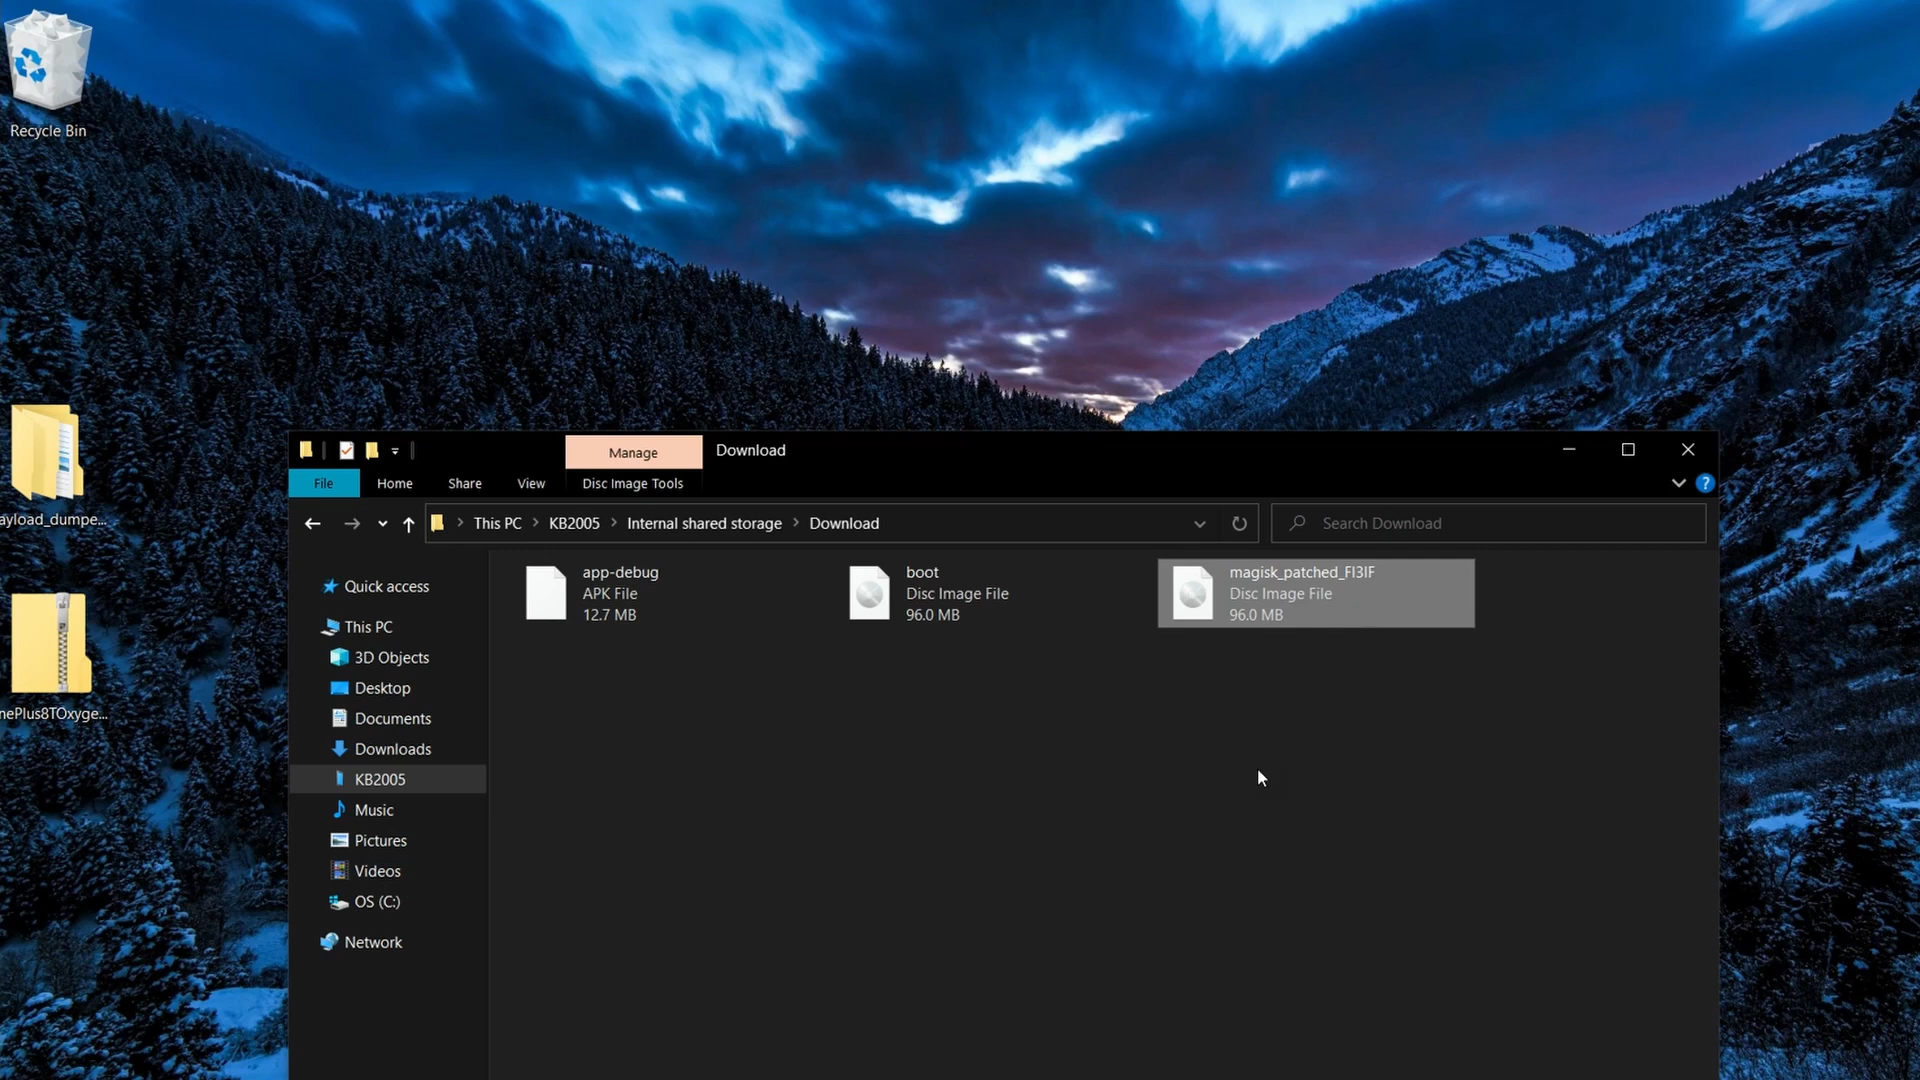 Recycle Bin
ayload_dumpe...
nePlus8TOxyge...
Manage
Download
File
Home
Share
View
Disc Image Tools
?
This PC
KB2005
Internal shared storage
Download
Search Download
Quick access
This PC
3D Objects
Desktop
Documents
Downloads
KB2005
Music
Pictures
Videos
OS (C:)
Network
app-debug
APK File
12.7 MB
boot
Disc Image File
96.0 MB
magisk_patched_FI3IF
Disc Image File
96.0 MB